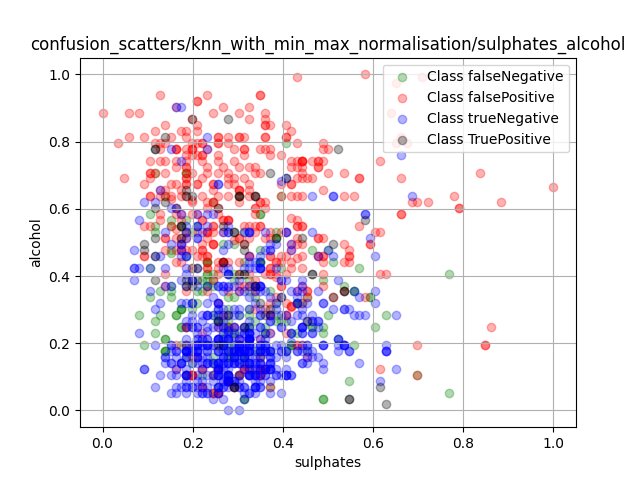 confusion_scatters/knn_with_min_max_normalisation/sulphates_alcohol
1.0
0.8
0.6
0.4
0.2
0.0
alcohol
Class falseNegative
Class falsePositive
Class trueNegative
Class TruePositive
0.0 0.2 0.4 0.6 0.8 1.0
sulphates